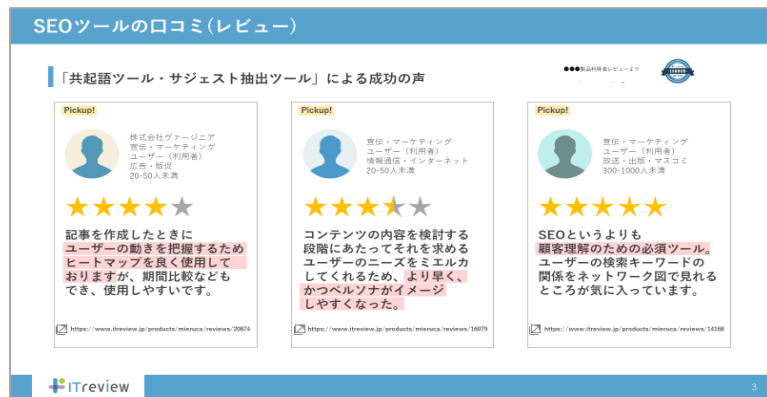 SEOツールの口コミ(レビュー)
「共起語ツール・サジェスト抽出ツール」による成功の声
●●●製品利用者レビューより
LEADER
Pickup!
株式会社ヴァージニア
宣伝・マーケティング
ユーザー（利用者）
広告・販促
20-50人未満
記事を作成したときに
ユーザーの動きを把握するため
ヒートマップを良く使用して
おりますが、期間比較なども
でき、使用しやすいです。
https://www.itreview.jp/products/mieruca/reviews/20874
Pickup!
宣伝・マーケティング
ユーザー（利用者）
情報通信・インターネット
20-50人未満
コンテンツの内容を検討する
段階にあたってそれを求める
ユーザーのニーズをミエルカ
してくれるため、より早く、
かつペルソナがイメージ
しやすくなった。
https://www.itreview.jp/products/mieruca/reviews/16079
Pickup!
宣伝・マーケティング
ユーザー（利用者）
放送・出版・マスコミ
300-1000人未満
SEOというよりも
顧客理解のための必須ツール。
ユーザーの検索キーワードの
関係をネットワーク図で見れる
ところが気に入っています。
https://www.itreview.jp/products/mieruca/reviews/14166
ITreview
3